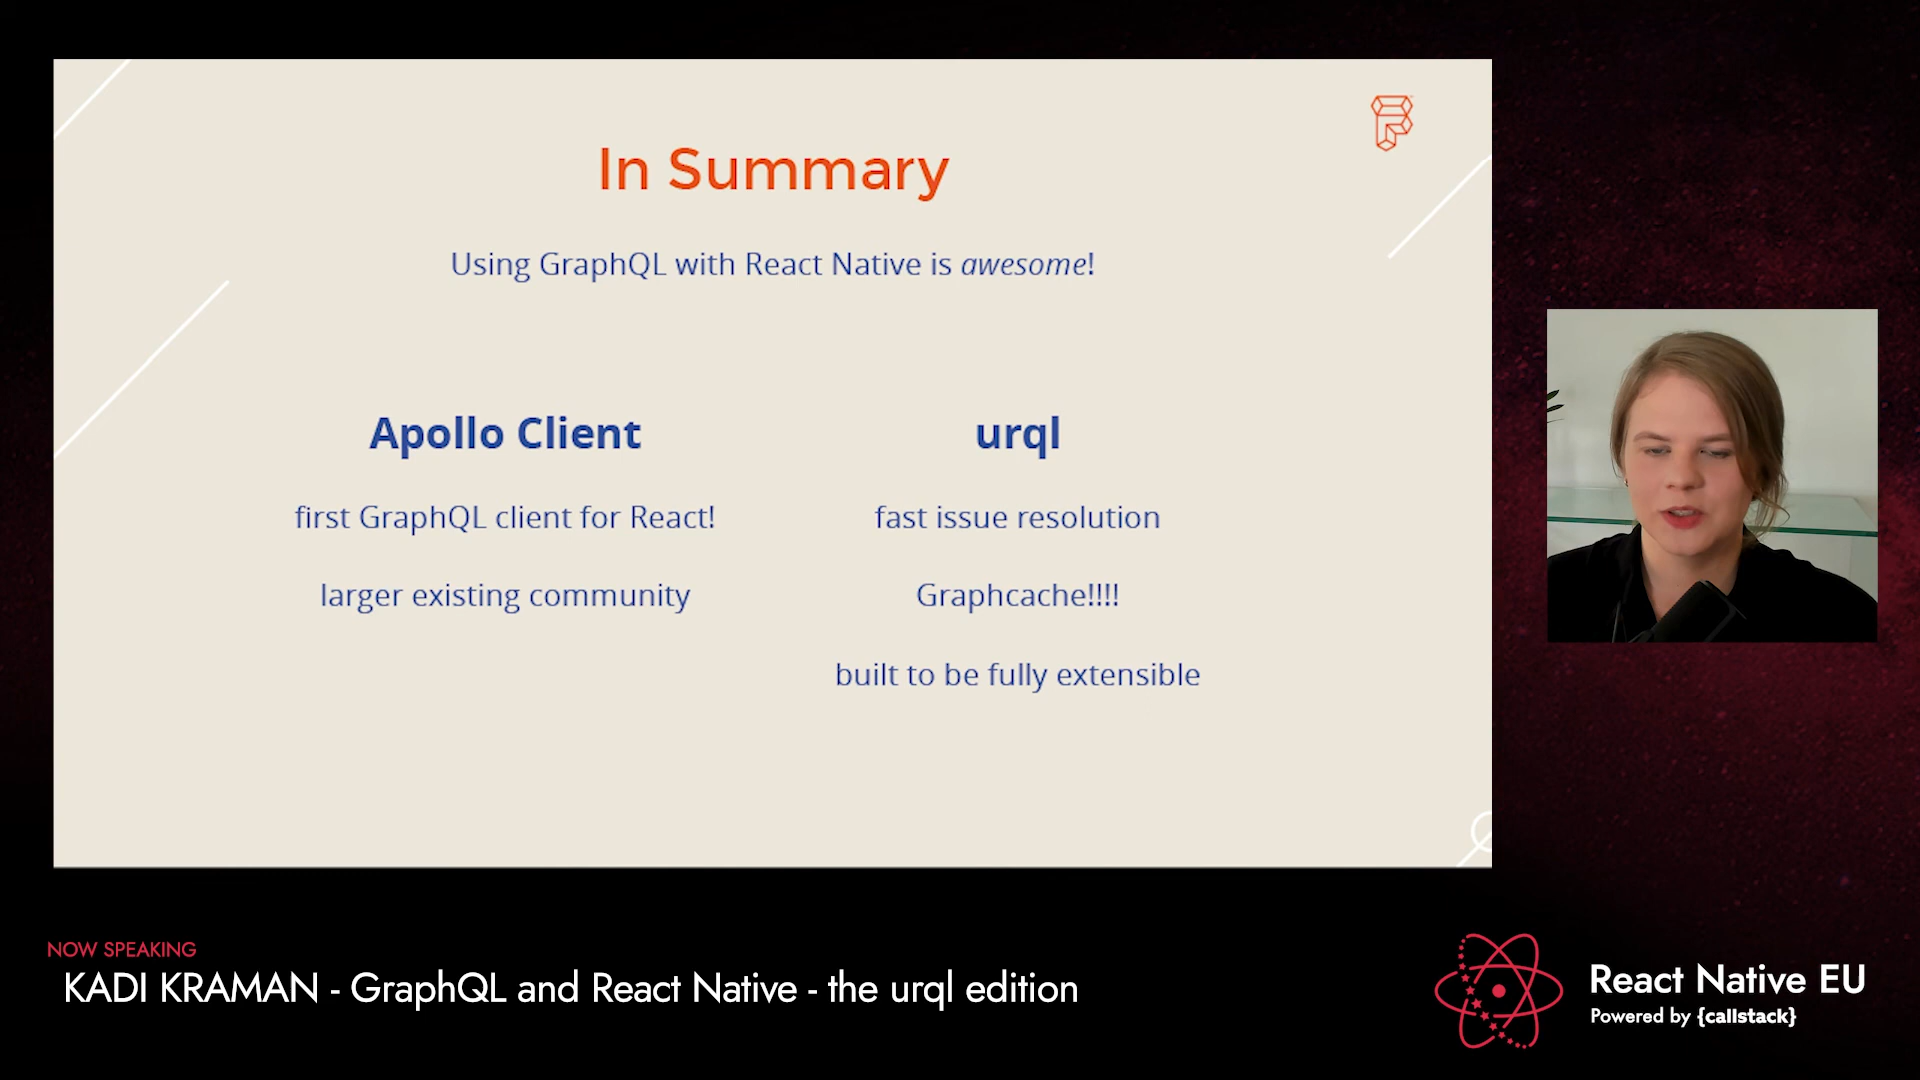 In Summary
Using GraphQL with React Native is awesome!
Apollo Client
first GraphQL client for React!
larger existing community
urql
fast issue resolution
Graphcache!!!!
built to be fully extensible
NOW SPEAKING
KADI KRAMAN - GraphQL and React Native - the urql edition
React Native EU
Powered by {callstack}